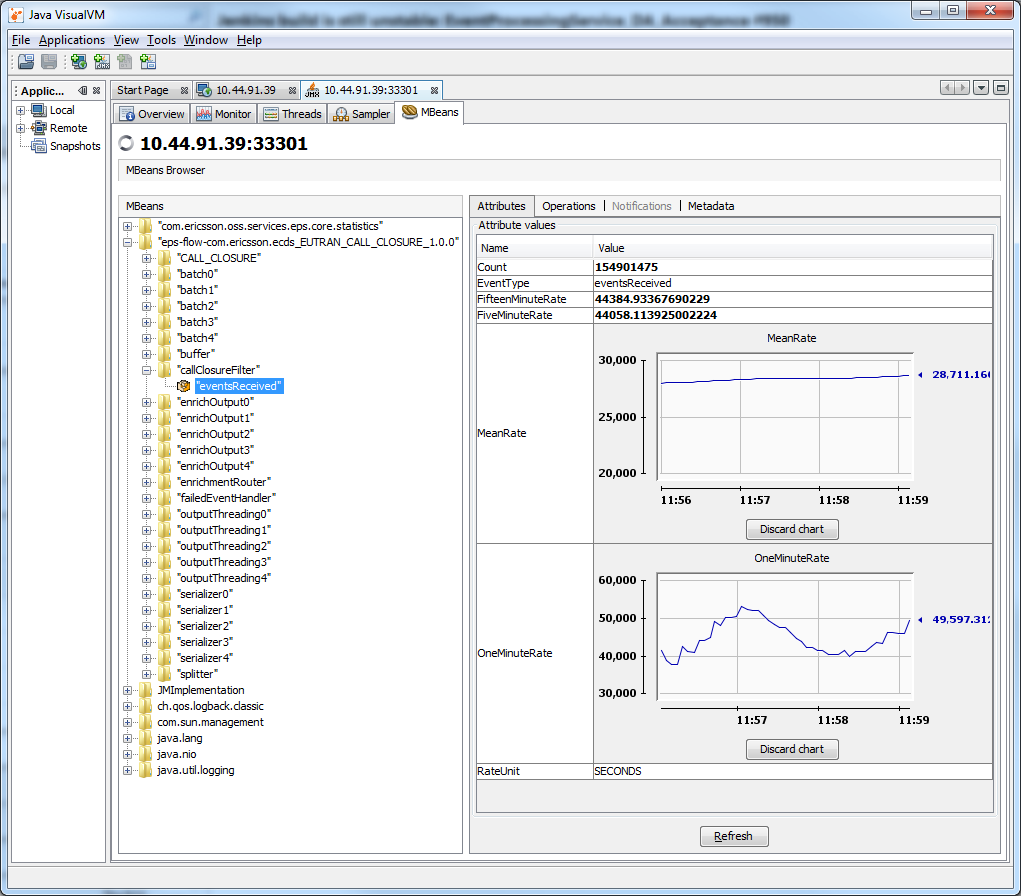 Java VisualVM
Jenkins build is still unstable: EventProcessingService_DA_Acceptance #950
File Applications View Tools Window Help
Applic...
Local
Remote
Snapshots
Start Page 10.44.91.39 JMX 10.44.91.39:33301
Overview Monitor Threads Sampler MBeans
10.44.91.39:33301
MBeans Browser
MBeans
"com.ericsson.oss.services.eps.core.statistics"
"eps-flow-com.ericsson.ecds_EUTRAN_CALL_CLOSURE_1.0.0"
"CALL_CLOSURE"
"batch0"
"batch1"
"batch2"
"batch3"
"batch4"
"buffer"
"callClosureFilter"
"eventsReceived"
"enrichOutput0"
"enrichOutput1"
"enrichOutput2"
"enrichOutput3"
"enrichOutput4"
"enrichmentRouter"
"failedEventHandler"
"outputThreading0"
"outputThreading1"
"outputThreading2"
"outputThreading3"
"outputThreading4"
"serializer0"
"serializer1"
"serializer2"
"serializer3"
"serializer4"
"splitter"
JMImplementation
ch.qos.logback.classic
com.sun.management
java.lang
java.nio
java.util.logging
Attributes Operations Notifications Metadata
Attribute values
Name Value
Count 154901475
EventType eventsReceived
FifteenMinuteRate 44384.93367690229
FiveMinuteRate 44058.113925002224
MeanRate
MeanRate
30,000
25,000
20,000
28,711.16
11:56 11:57 11:58 11:59
Discard chart
OneMinuteRate
OneMinuteRate
60,000
50,000
40,000
30,000
49,597.31
11:57 11:58 11:59
Discard chart
RateUnit SECONDS
Refresh